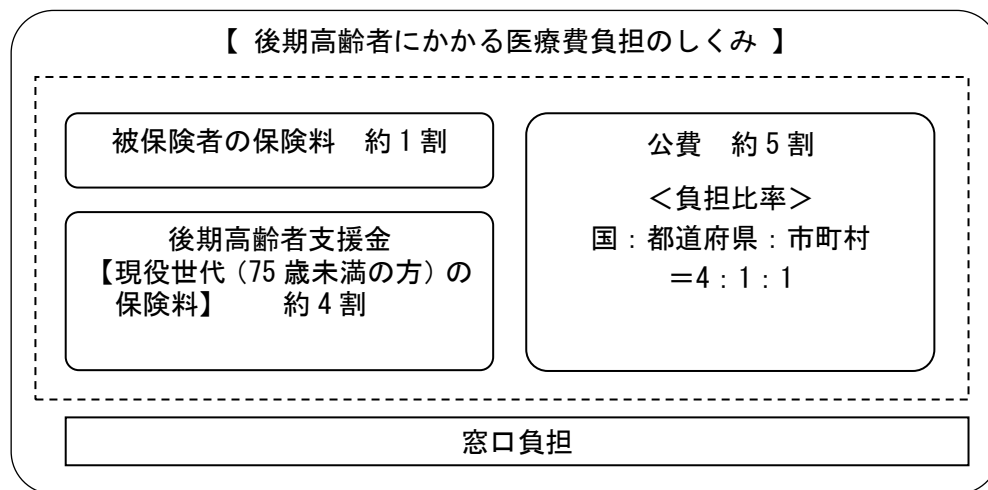 【 後期高齢者にかかる医療費負担のしくみ 】
被保険者の保険料　約1割
後期高齢者支援金
【現役世代（75歳未満の方）の
保険料】　　約4割
公費　約5割
＜負担比率＞
国：都道府県：市町村
＝4：1：1
窓口負担